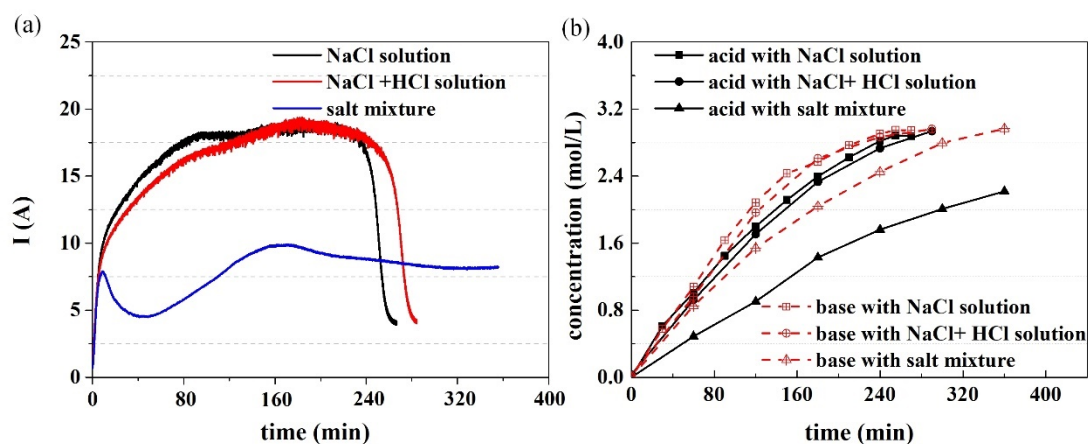 (a)
25
20
15
10
5
0
I (A)
0 80 160 240 320 400
time (min)
NaCl solution
NaCl +HCl solution
salt mixture
(b)
4.0
3.2
2.4
1.6
0.8
0.0
concentration (mol/L)
0 80 160 240 320 400
time (min)
acid with NaCl solution
acid with NaCl+ HCl solution
acid with salt mixture
base with NaCl solution
base with NaCl+ HCl solution
base with salt mixture